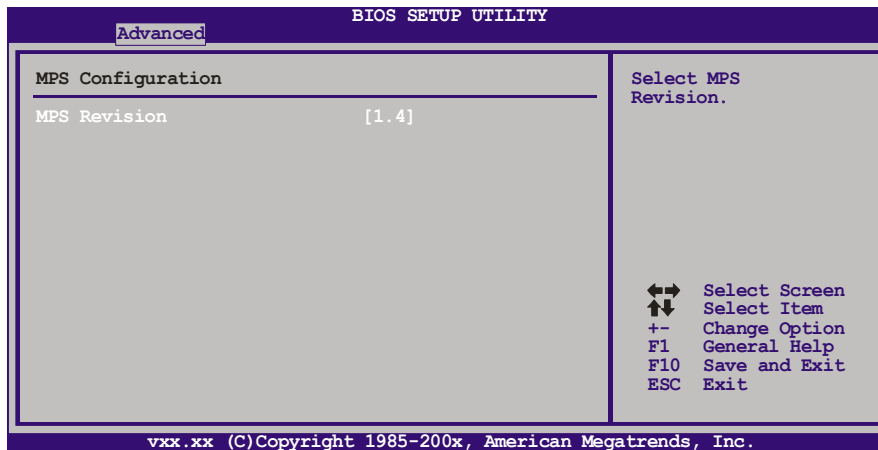 BIOS SETUP UTILITY
Advanced
MPS Configuration
MPS Revision [1.4]
Select MPS
Revision.
Select Screen
Select Item
+- Change Option
F1 General Help
F10 Save and Exit
ESC Exit
vxx.xx (C)Copyright 1985-200x, American Megatrends, Inc.